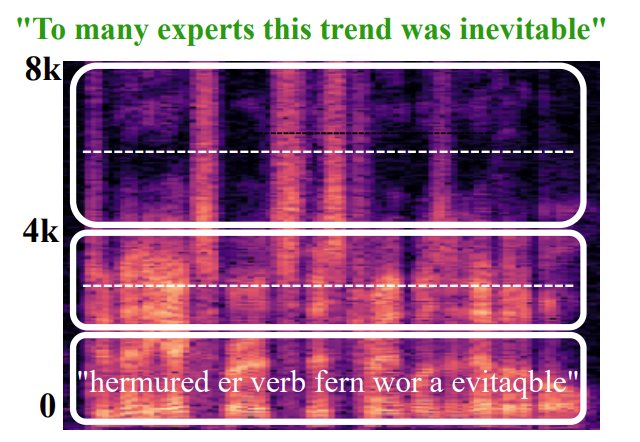 "To many experts this trend was inevitable"
8k
4k
"hermured er verb fern wor a evitaqble"
0